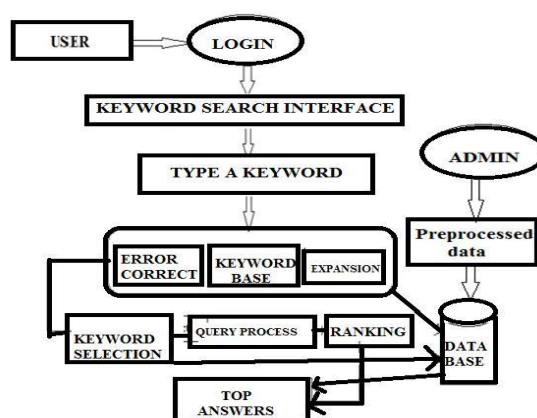 USER
LOGIN
KEYWORD SEARCH INTERFACE
TYPE A KEYWORD
ADMIN
Preprocessed
data
ERROR
CORRECT
KEYWORD
BASE
EXPANSION
KEYWORD
SELECTION
QUERY PROCESS
RANKING
DATA
BASE
TOP
ANSWERS